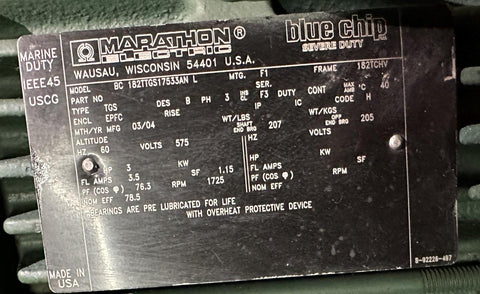 MARINE DUTY
IEEE45
USCG
MARATHON®
ELECTRIC
blue chip
SEVERE DUTY
WAUSAU, WISCONSIN 54401 U.S.A.
MODEL BC 182TTGS17533AN L MTG. F1 FRAME 182TCHV
PART NO SER.
TYPE TGS DES B PH 3 INS CL F3 DUTY CONT MAX AMB °C 40
ENCL EPFC RISE IP IC CODE H
MTH/YR MFG 03/04 WT/LBS SHAFT END BRG 207 WT/KGS OPP END BRG 205
ALTITUDE
HZ 60 VOLTS 575 HZ VOLTS
HP 3 KW HP KW
FL AMPS 3.5 SF 1.15 FL AMPS SF
PF (COS φ) 76.3 RPM 1725 PF (COS φ) RPM
NOM EFF 78.5 NOM EFF
BEARINGS ARE PRE LUBRICATED FOR LIFE
WITH OVERHEAT PROTECTIVE DEVICE
MADE IN U.S.A.